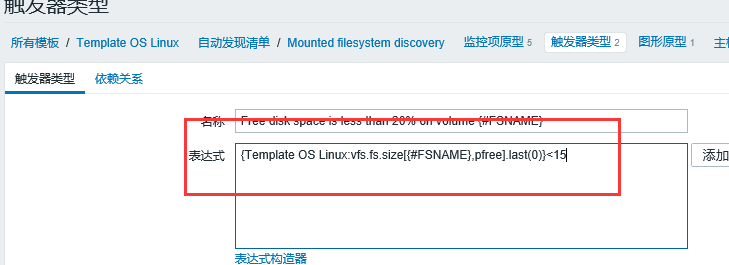 触发器类型
所有模板 / Template OS Linux 自动发现清单 / Mounted filesystem discovery 监控项原型 5 触发器类型 2 图形原型 1 主机
触发器类型 依赖关系
名称 Free disk space is less than 20% on volume {#FSNAME}
表达式 {Template OS Linux:vfs.fs.size[{#FSNAME},pfree].last(0)}<15 添加
表达式构造器